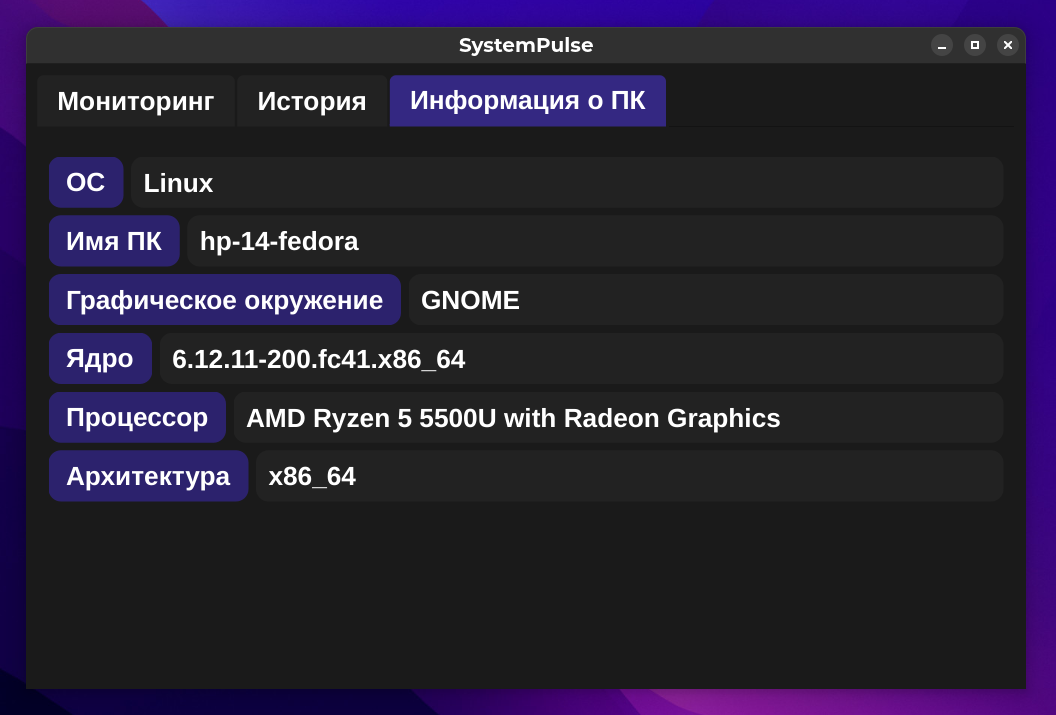 SystemPulse
Мониторинг История Информация о ПК
ОС Linux
Имя ПК hp-14-fedora
Графическое окружение GNOME
Ядро 6.12.11-200.fc41.x86_64
Процессор AMD Ryzen 5 5500U with Radeon Graphics
Архитектура x86_64